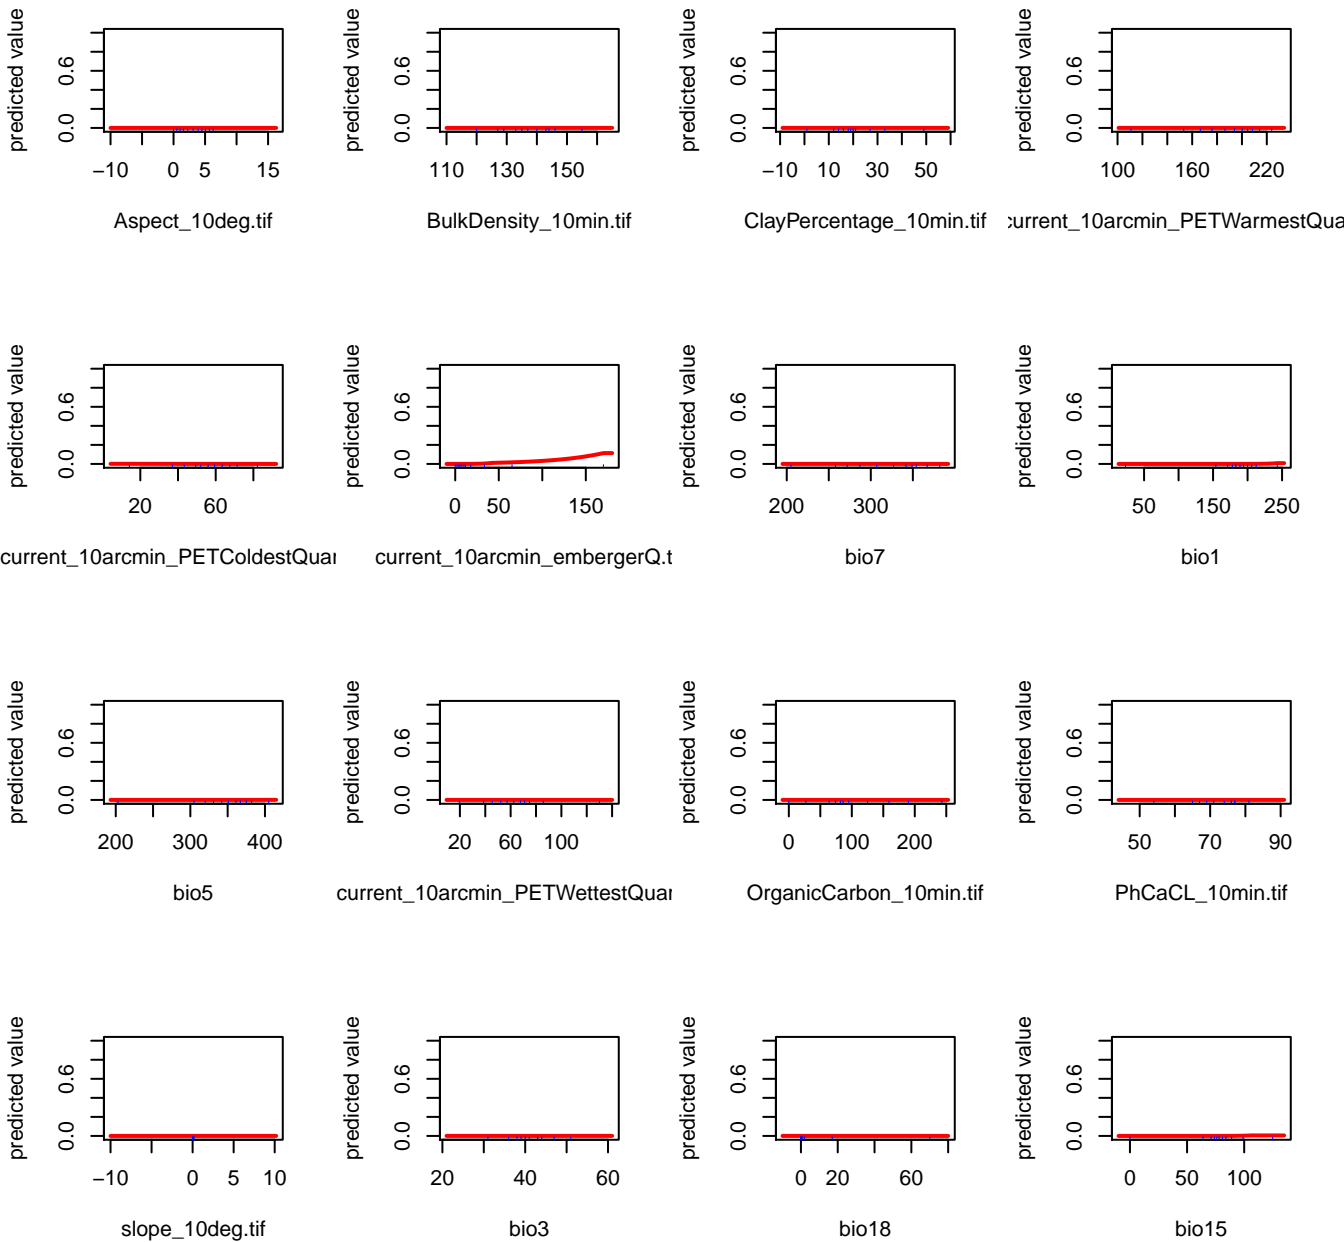 predicted value
0.6
0.0
−10 0 5 15
Aspect_10deg.tif
predicted value
0.6
0.0
110 130 150
BulkDensity_10min.tif
predicted value
0.6
0.0
−10 10 30 50
ClayPercentage_10min.tif
predicted value
0.6
0.0
100 160 220
current_10arcmin_PETWarmestQua
predicted value
0.6
0.0
20 60
current_10arcmin_PETColdestQuar
predicted value
0.6
0.0
0 50 150
current_10arcmin_embergerQ.t
predicted value
0.6
0.0
200 300
bio7
predicted value
0.6
0.0
50 150 250
bio1
predicted value
0.6
0.0
200 300 400
bio5
predicted value
0.6
0.0
20 60 100
current_10arcmin_PETWettestQuar
predicted value
0.6
0.0
0 100 200
OrganicCarbon_10min.tif
predicted value
0.6
0.0
50 70 90
PhCaCL_10min.tif
predicted value
0.6
0.0
−10 0 5 10
slope_10deg.tif
predicted value
0.6
0.0
20 40 60
bio3
predicted value
0.6
0.0
0 20 60
bio18
predicted value
0.6
0.0
0 50 100
bio15